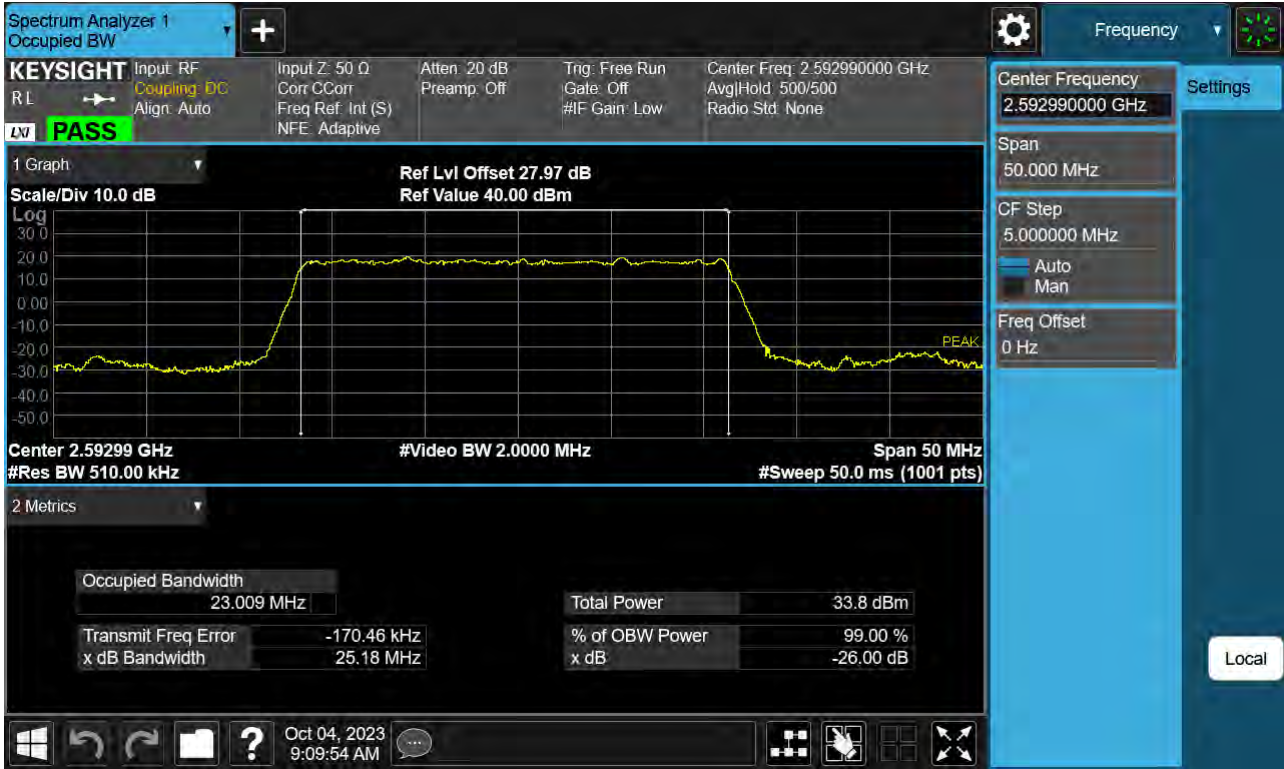 Spectrum Analyzer 1
Occupied BW
Frequency
KEYSIGHT
RL
LXI
PASS
Input: RF
Coupling: DC
Align: Auto
Input Z: 50 Ω
Corr CCorr
Freq Ref: Int (S)
NFE: Adaptive
Atten: 20 dB
Preamp: Off
Trig: Free Run
Gate: Off
#IF Gain: Low
Center Freq: 2.592990000 GHz
Avg|Hold: 500/500
Radio Std: None
Center Frequency
2.592990000 GHz
Settings
Span
50.000 MHz
CF Step
5.000000 MHz
Auto
Man
Freq Offset
0 Hz
Local
1 Graph
Scale/Div 10.0 dB
Ref Lvl Offset 27.97 dB
Ref Value 40.00 dBm
Log
30.0
20.0
10.0
0.00
-10.0
-20.0
-30.0
-40.0
-50.0
PEAK
Center 2.59299 GHz
#Video BW 2.0000 MHz
Span 50 MHz
#Res BW 510.00 kHz
#Sweep 50.0 ms (1001 pts)
2 Metrics
Occupied Bandwidth
23.009 MHz
Total Power 33.8 dBm
Transmit Freq Error -170.46 kHz
% of OBW Power 99.00 %
x dB Bandwidth 25.18 MHz
x dB -26.00 dB
?
Oct 04, 2023
9:09:54 AM